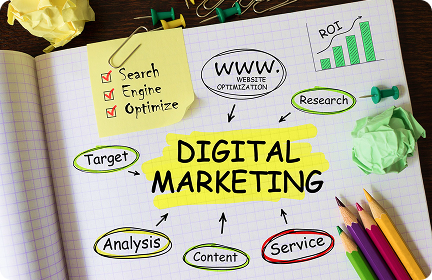 Search
Engine
Optimize
WWW.
WEBSITE
OPTIMIZATION
ROI
Research
Target
DIGITAL
MARKETING
Analysis
Content
Service